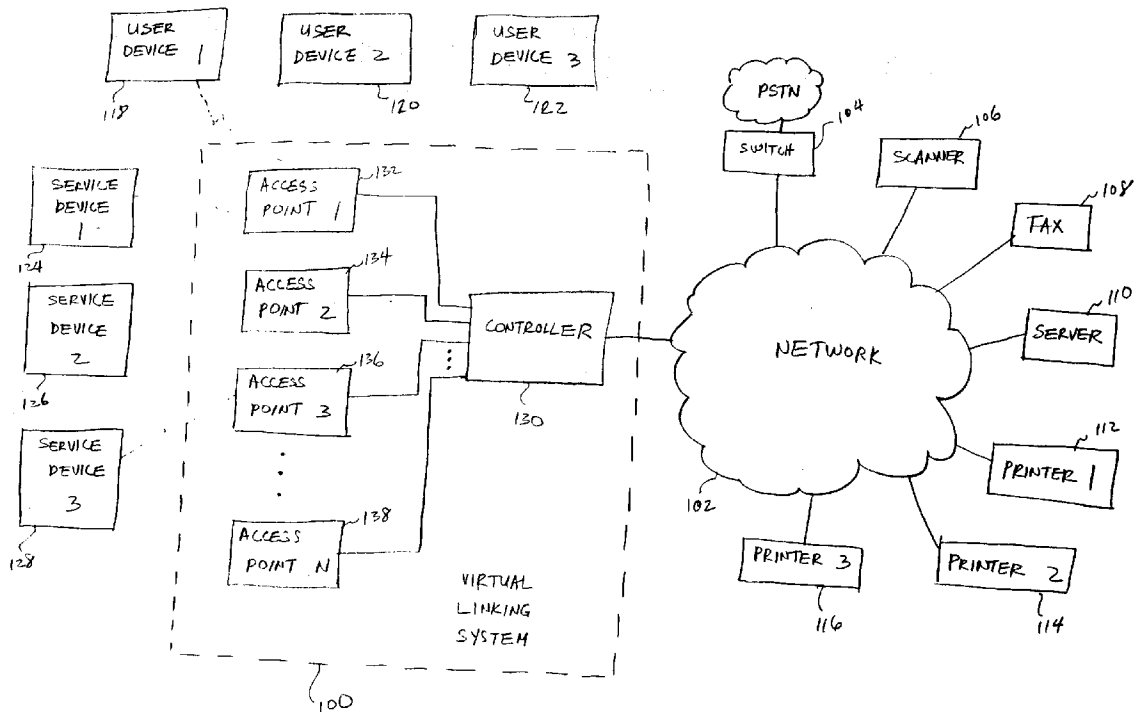 USER
DEVICE 1
118
USER
DEVICE 2
120
USER
DEVICE 3
122
PSTN
SWITCH
104
SCANNER
106
FAX
108
SERVER
110
PRINTER 1
112
PRINTER 2
114
PRINTER 3
116
NETWORK
102
SERVICE
DEVICE
1
124
SERVICE
DEVICE
2
126
SERVICE
DEVICE
3
128
ACCESS
POINT 1
132
ACCESS
POINT 2
134
ACCESS
POINT 3
136
ACCESS
POINT N
138
CONTROLLER
130
VIRTUAL
LINKING
SYSTEM
100